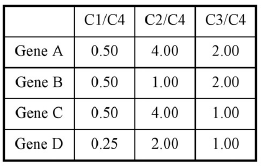 C1/C4 C2/C4 C3/C4
Gene A 0.50 4.00 2.00
Gene B 0.50 1.00 2.00
Gene C 0.50 4.00 1.00
Gene D 0.25 2.00 1.00